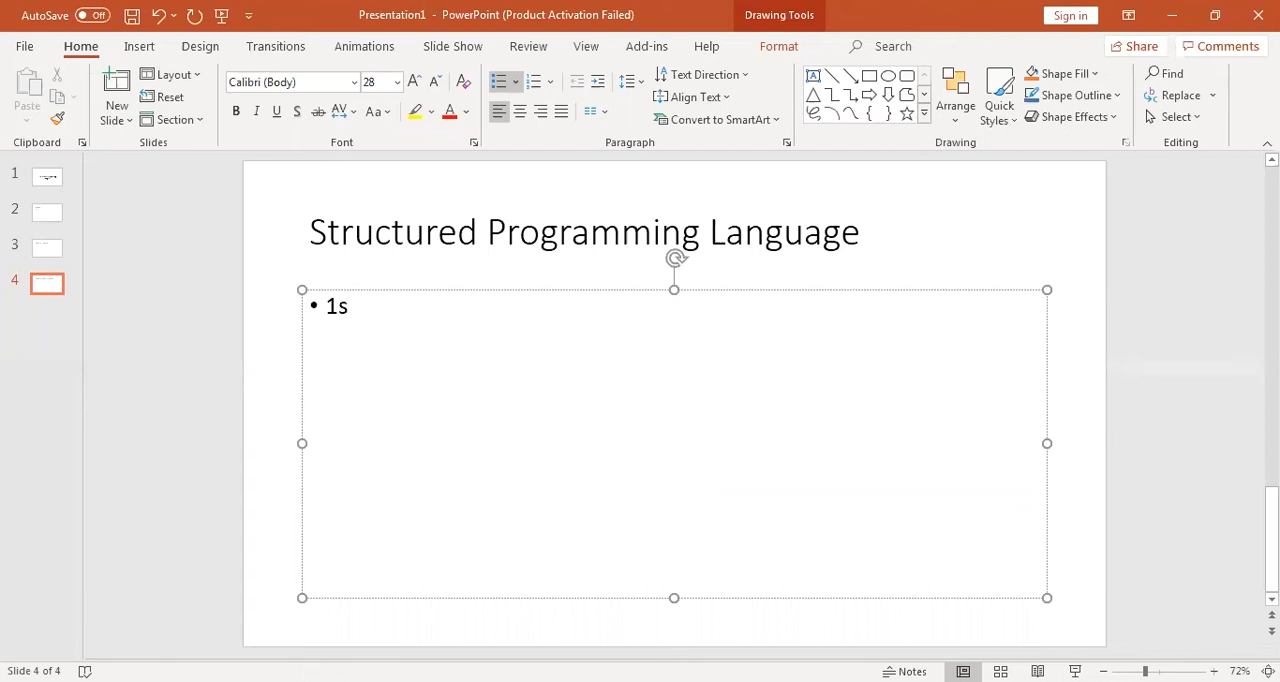 AutoSave Off Presentation1 - PowerPoint (Product Activation Failed) Drawing Tools Sign in
File Home Insert Design Transitions Animations Slide Show Review View Add-ins Help Format Search Share Comments
Paste New Slide Layout Reset Section Calibri (Body) 28 Text Direction Align Text Convert to SmartArt Arrange Quick Styles Shape Fill Shape Outline Shape Effects Find Replace Select
Clipboard Slides Font Paragraph Drawing Editing
1
2
3
4
Structured Programming Language
• 1s
Slide 4 of 4 Notes 72%